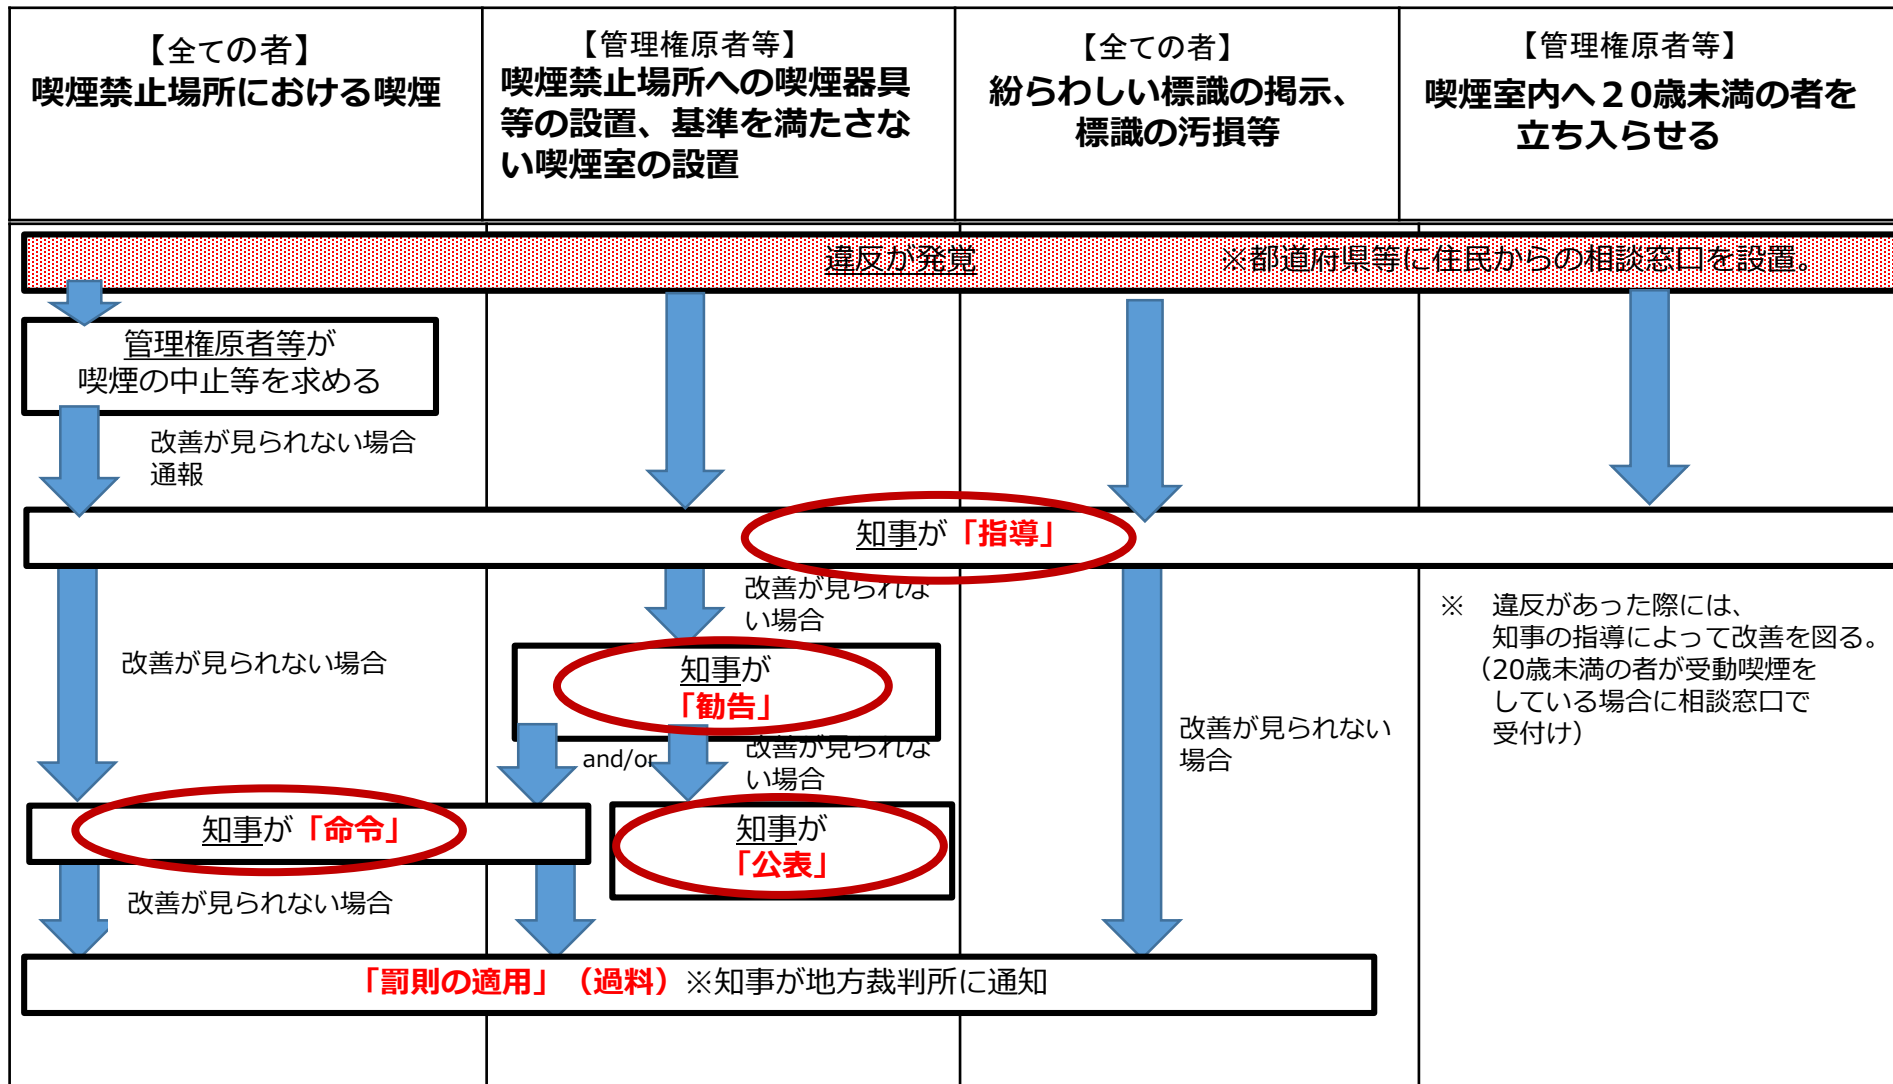 【全ての者】
喫煙禁止場所における喫煙
【管理権原者等】
喫煙禁止場所への喫煙器具
等の設置、基準を満たさな
い喫煙室の設置
【全ての者】
紛らわしい標識の掲示、
標識の汚損等
【管理権原者等】
喫煙室内へ２0歳未満の者を
立ち入らせる
違反が発覚
※都道府県等に住民からの相談窓口を設置。
管理権原者等が
喫煙の中止等を求める
改善が見られない場合
通報
知事が「指導」
改善が見られな
い場合
※　違反があった際には、
知事の指導によって改善を図る。
（20歳未満の者が受動喫煙を
している場合に相談窓口で
受付け）
改善が見られない場合
知事が
「勧告」
改善が見られない
場合
and/or
改善が見られな
い場合
知事が「命令」
知事が
「公表」
改善が見られない場合
「罰則の適用」（過料）※知事が地方裁判所に通知